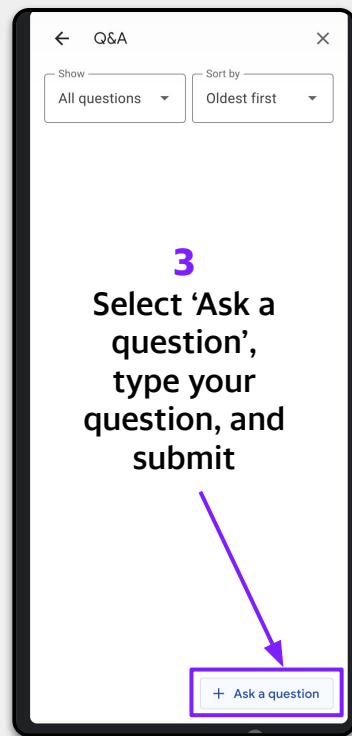 Q&A
Show
Sort by
All questions
Oldest first
3
Select ‘Ask a
question’,
type your
question, and
submit
+ Ask a question